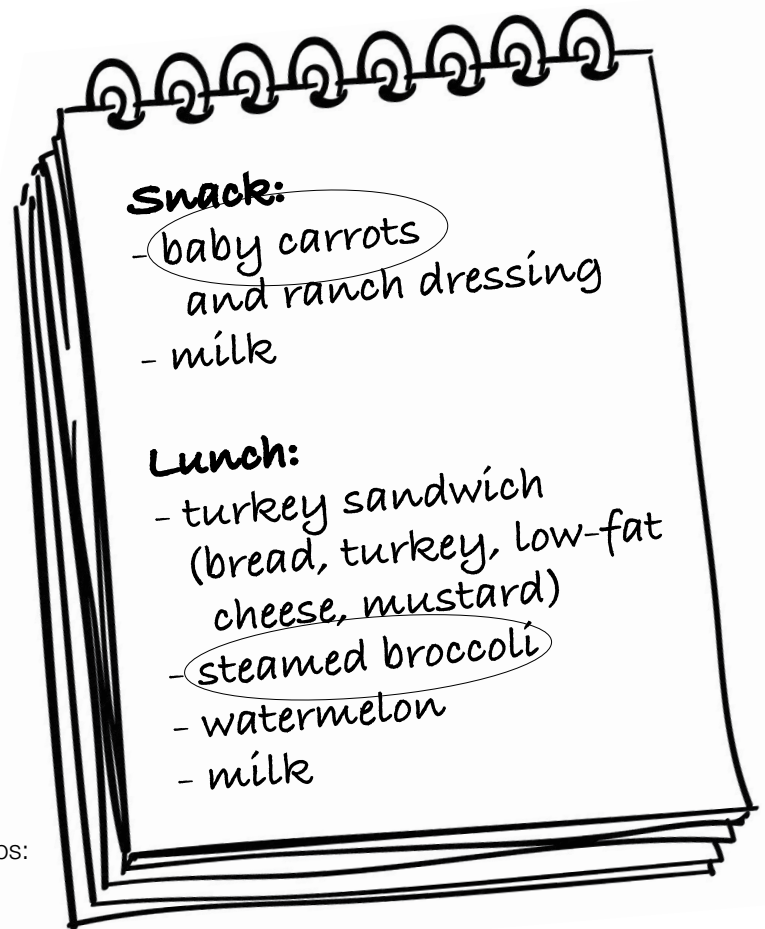 Snack:
- baby carrots
and ranch dressing
- milk
Lunch:
- turkey sandwich
(bread, turkey, low-fat
cheese, mustard)
- steamed broccoli
- watermelon
- milk
os: